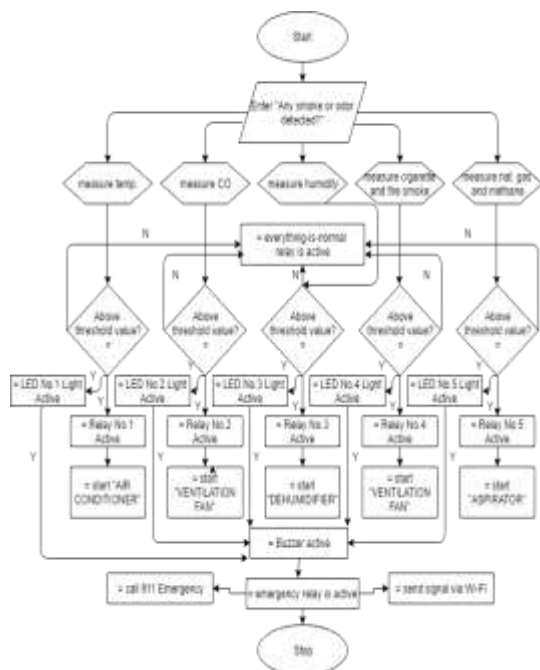 Start
Enter "Any smoke or odor
detected?"
measure temp.
measure CO
measure humidity
measure cigarette
and the smoke
measure nat. gas
and methane
N
N
= everything-is-normal
relay is active
N
N
N
Above
threshold value?
=
Above
threshold value?
=
Above
threshold value?
=
Above
threshold value?
=
Above
threshold value?
=
Y
Y
Y
Y
Y
= LED No.1 Light
Active
= LED No.2 Light
Active
= LED No.3 Light
Active
= LED No.4 Light
Active
= LED No.5 Light
Active
Y
Y
Y
Y
Y
= Relay No.1
Active
= Relay No.2
Active
= Relay No.3
Active
= Relay No.4
Active
= Relay No.5
Active
Y
Y
Y
Y
Y
= start "AIR
CONDITIONER"
= start
"VENTILATION
FAN"
= start
"DEHUMIDIFIER"
= start
"VENTILATION
FAN"
= start
"ASPIRATOR"
= Buzzer active
= call 911 Emergency
= emergency relay is active
= send signal via Wi-Fi
Stop